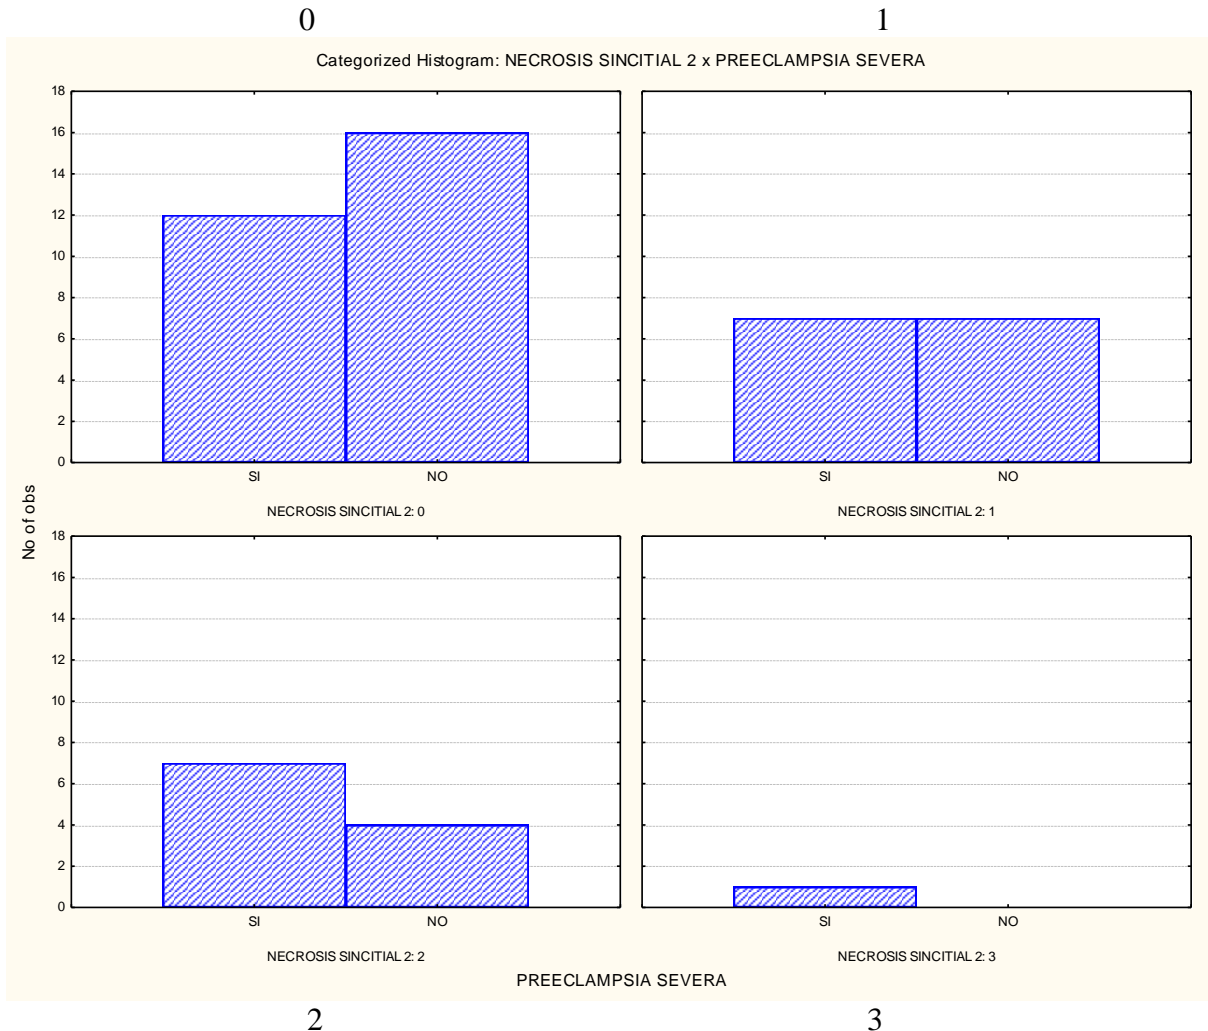 0 1
Categorized Histogram: NECROSIS SINCITIAL 2 x PREECLAMPSIA SEVERA
18
16
14
12
10
8
6
4
2
0
SI NO
NECROSIS SINCITIAL 2: 0
SI NO
NECROSIS SINCITIAL 2: 1
No of obs
18
16
14
12
10
8
6
4
2
0
SI NO
NECROSIS SINCITIAL 2: 2
SI NO
NECROSIS SINCITIAL 2: 3
PREECLAMPSIA SEVERA
2 3